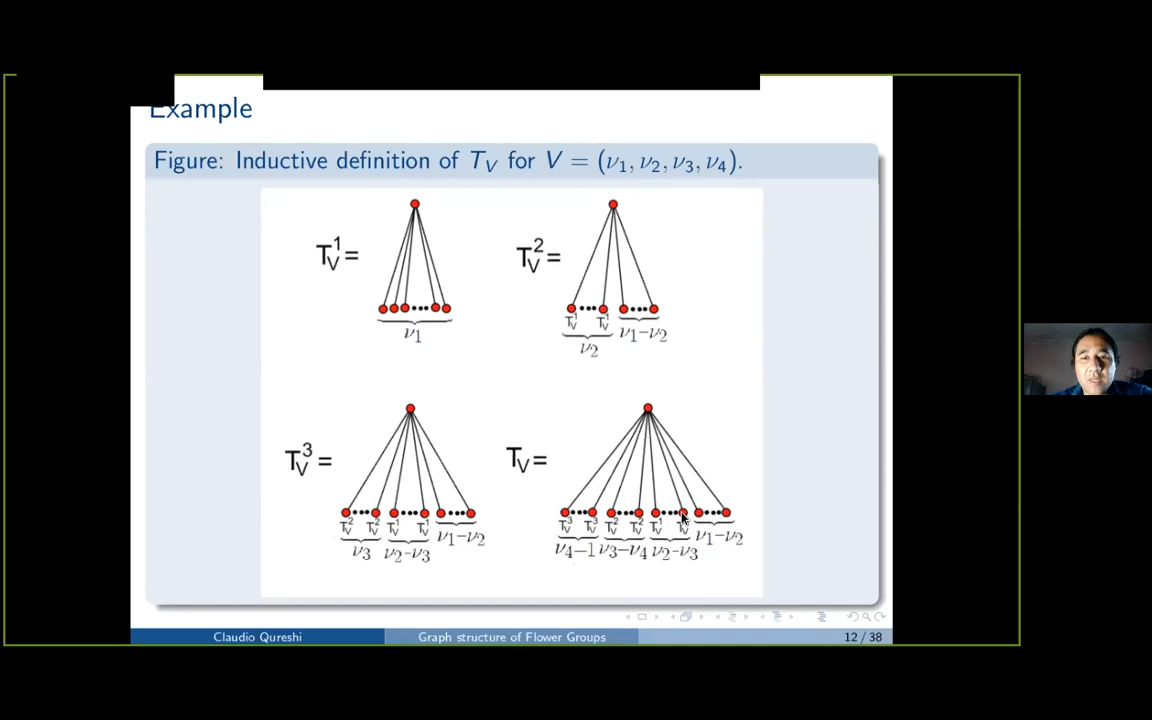 Example
Figure: Inductive definition of T_V for V = (ν₁, ν₂, ν₃, ν₄).
T_V^1 =
T_V^2 =
ν₁
T_V^1 T_V^1
ν₂
ν₁−ν₂
T_V^3 =
T_V =
T_V^2 T_V^2 T_V^1 T_V^1
ν₃ ν₂−ν₃ ν₁−ν₂
T_V^3 T_V^3 T_V^2 T_V^2 T_V^1 T_V
ν₄−1 ν₃−ν₄ ν₂−ν₃ ν₁−ν₂
Claudio Qureshi
Graph structure of Flower Groups
12 / 38